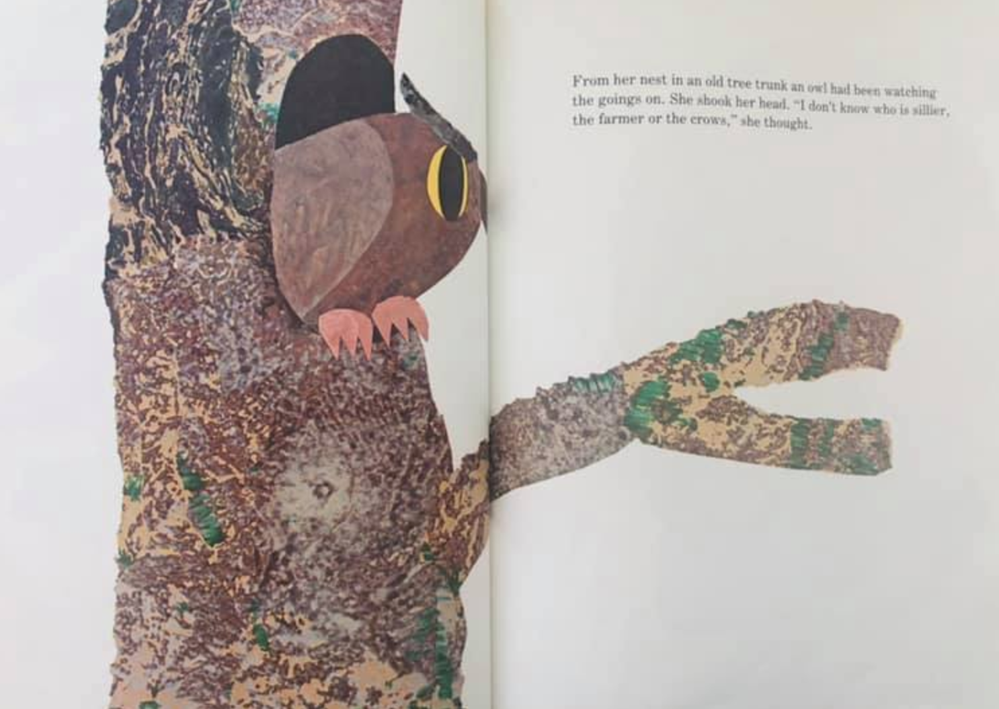 From her nest in an old tree trunk an owl had been watching
the goings on. She shook her head. “I don't know who is sillier,
the farmer or the crows,” she thought.